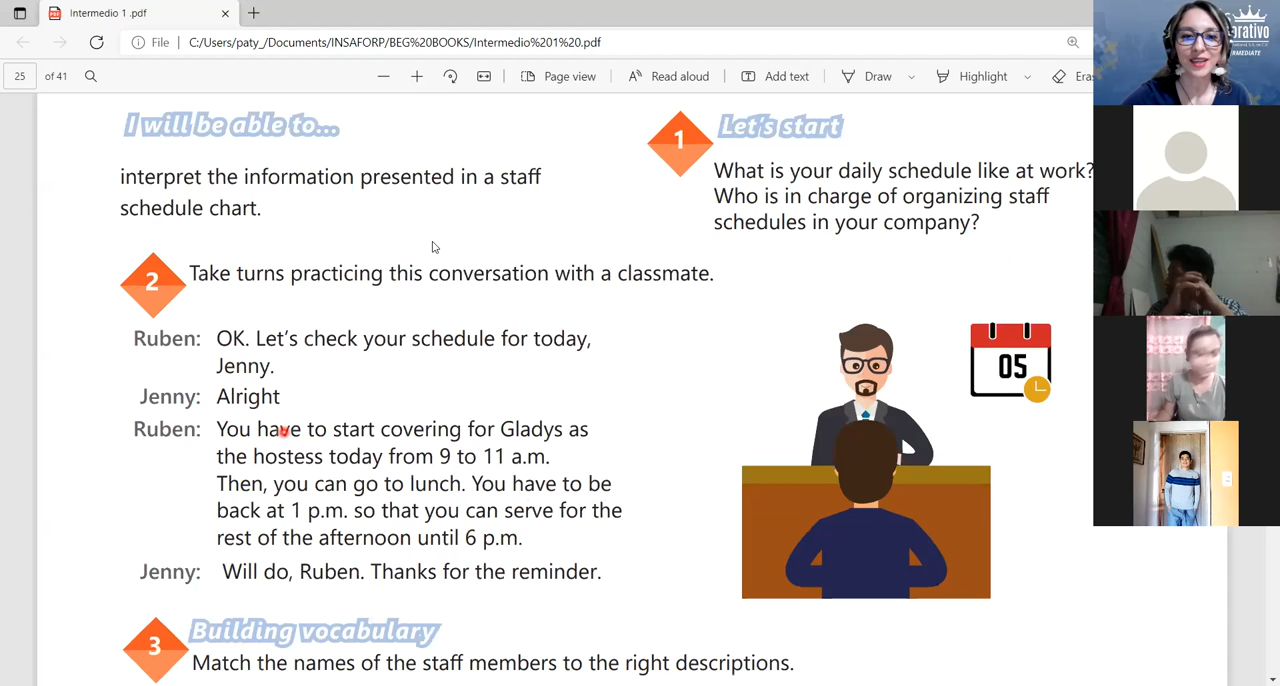 Intermedio 1 .pdf
File
C:/Users/paty_/Documents/INSAFORP/BEG%20BOOKS/Intermedio%201%20.pdf
25
of 41
Page view
Read aloud
Add text
Draw
Highlight
Eras
orativo
ERMEDIATE
I will be able to...
interpret the information presented in a staff
schedule chart.
1
Let's start
What is your daily schedule like at work?
Who is in charge of organizing staff
schedules in your company?
2
Take turns practicing this conversation with a classmate.
Ruben: OK. Let's check your schedule for today,
Jenny.
Jenny: Alright
Ruben: You have to start covering for Gladys as
the hostess today from 9 to 11 a.m.
Then, you can go to lunch. You have to be
back at 1 p.m. so that you can serve for the
rest of the afternoon until 6 p.m.
Jenny: Will do, Ruben. Thanks for the reminder.
05
3
Building vocabulary
Match the names of the staff members to the right descriptions.